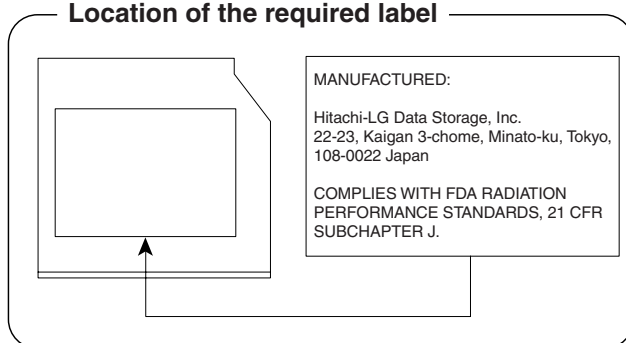 Location of the required label
MANUFACTURED:
Hitachi-LG Data Storage, Inc.
22-23, Kaigan 3-chome, Minato-ku, Tokyo,
108-0022 Japan
COMPLIES WITH FDA RADIATION
PERFORMANCE STANDARDS, 21 CFR
SUBCHAPTER J.